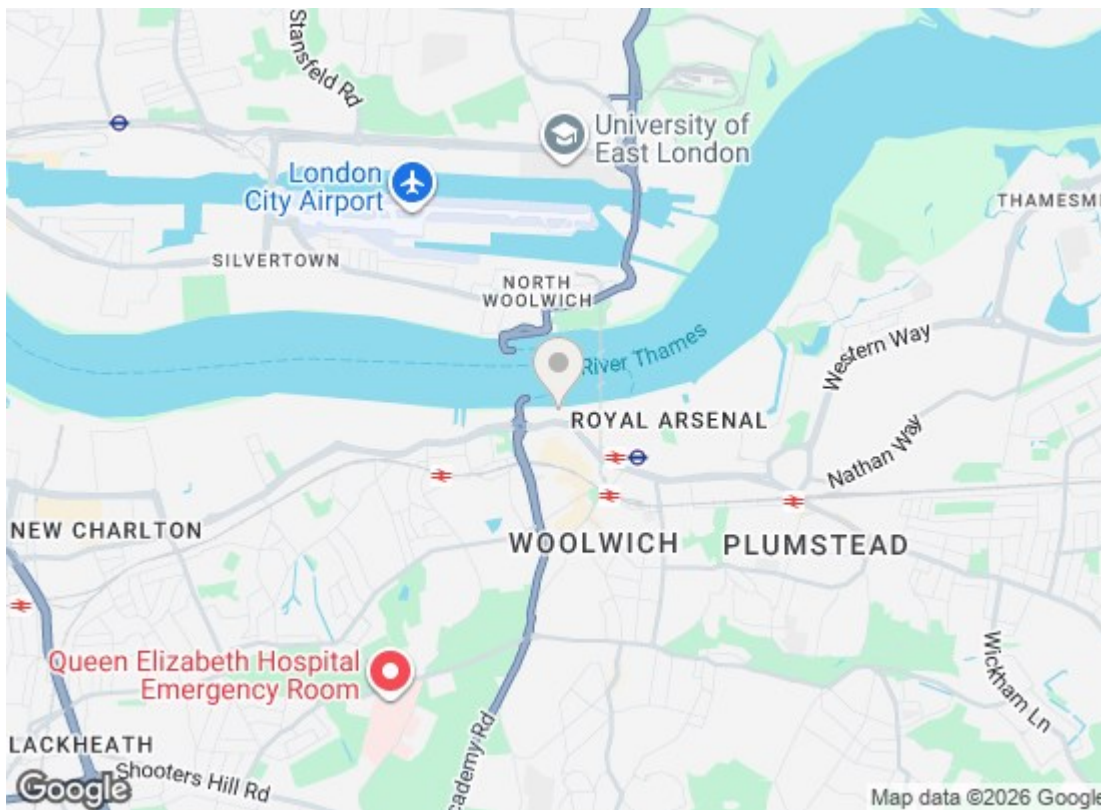 Stansfeld Rd
University of
East London
London
City Airport
THAMESM
SILVERTOWN
NORTH
WOOLWICH
River Thames
Western Way
ROYAL ARSENAL
Nathan Way
NEW CHARLTON
WOOLWICH
PLUMSTEAD
Queen Elizabeth Hospital
Emergency Room
Wickham Ln
LACKHEATH
cademy Rd
Shooters Hill Rd
Google
Map data ©2026 Google